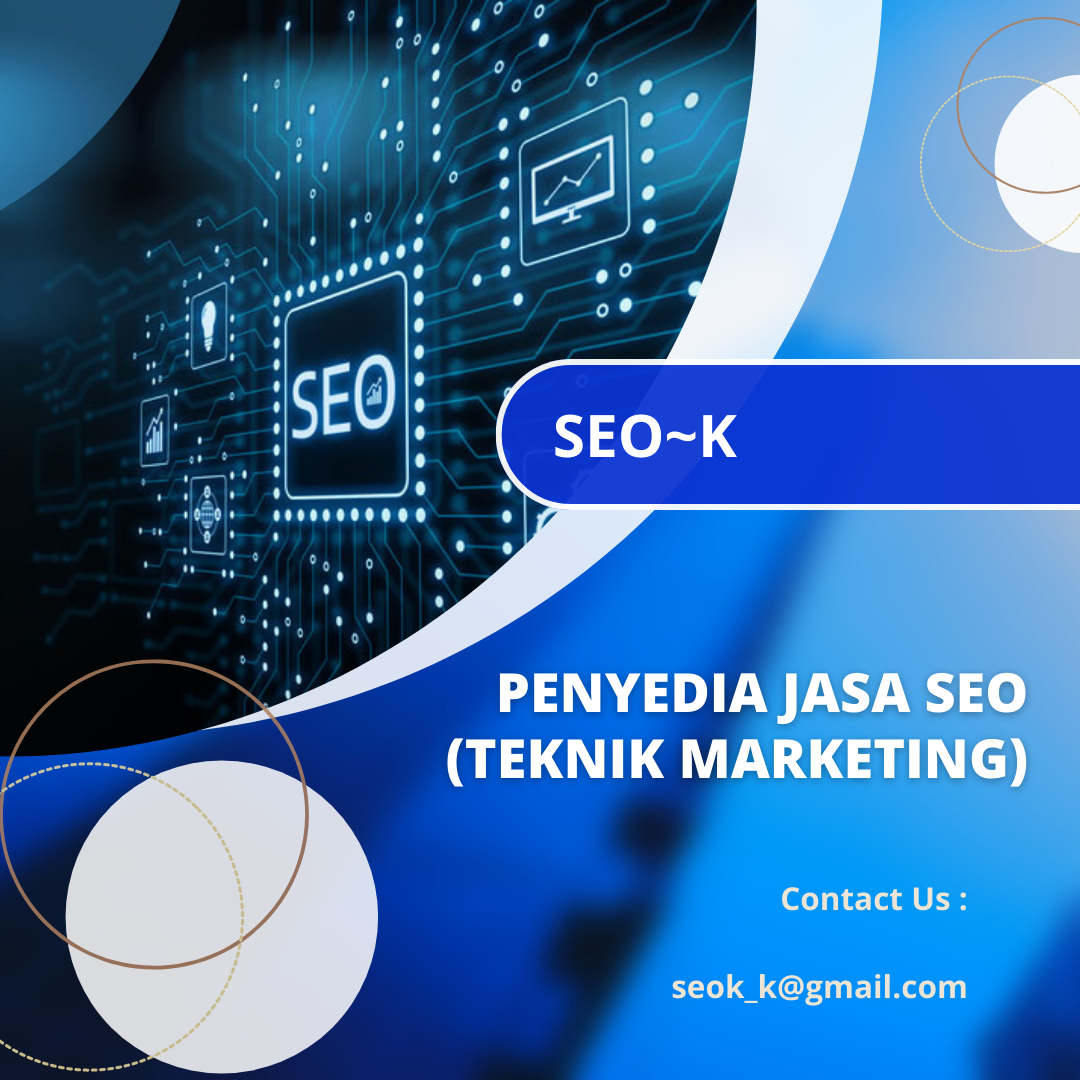 SEO
SEO~K
PENYEDIA JASA SEO
(TEKNIK MARKETING)
Contact Us :
seok_k@gmail.com